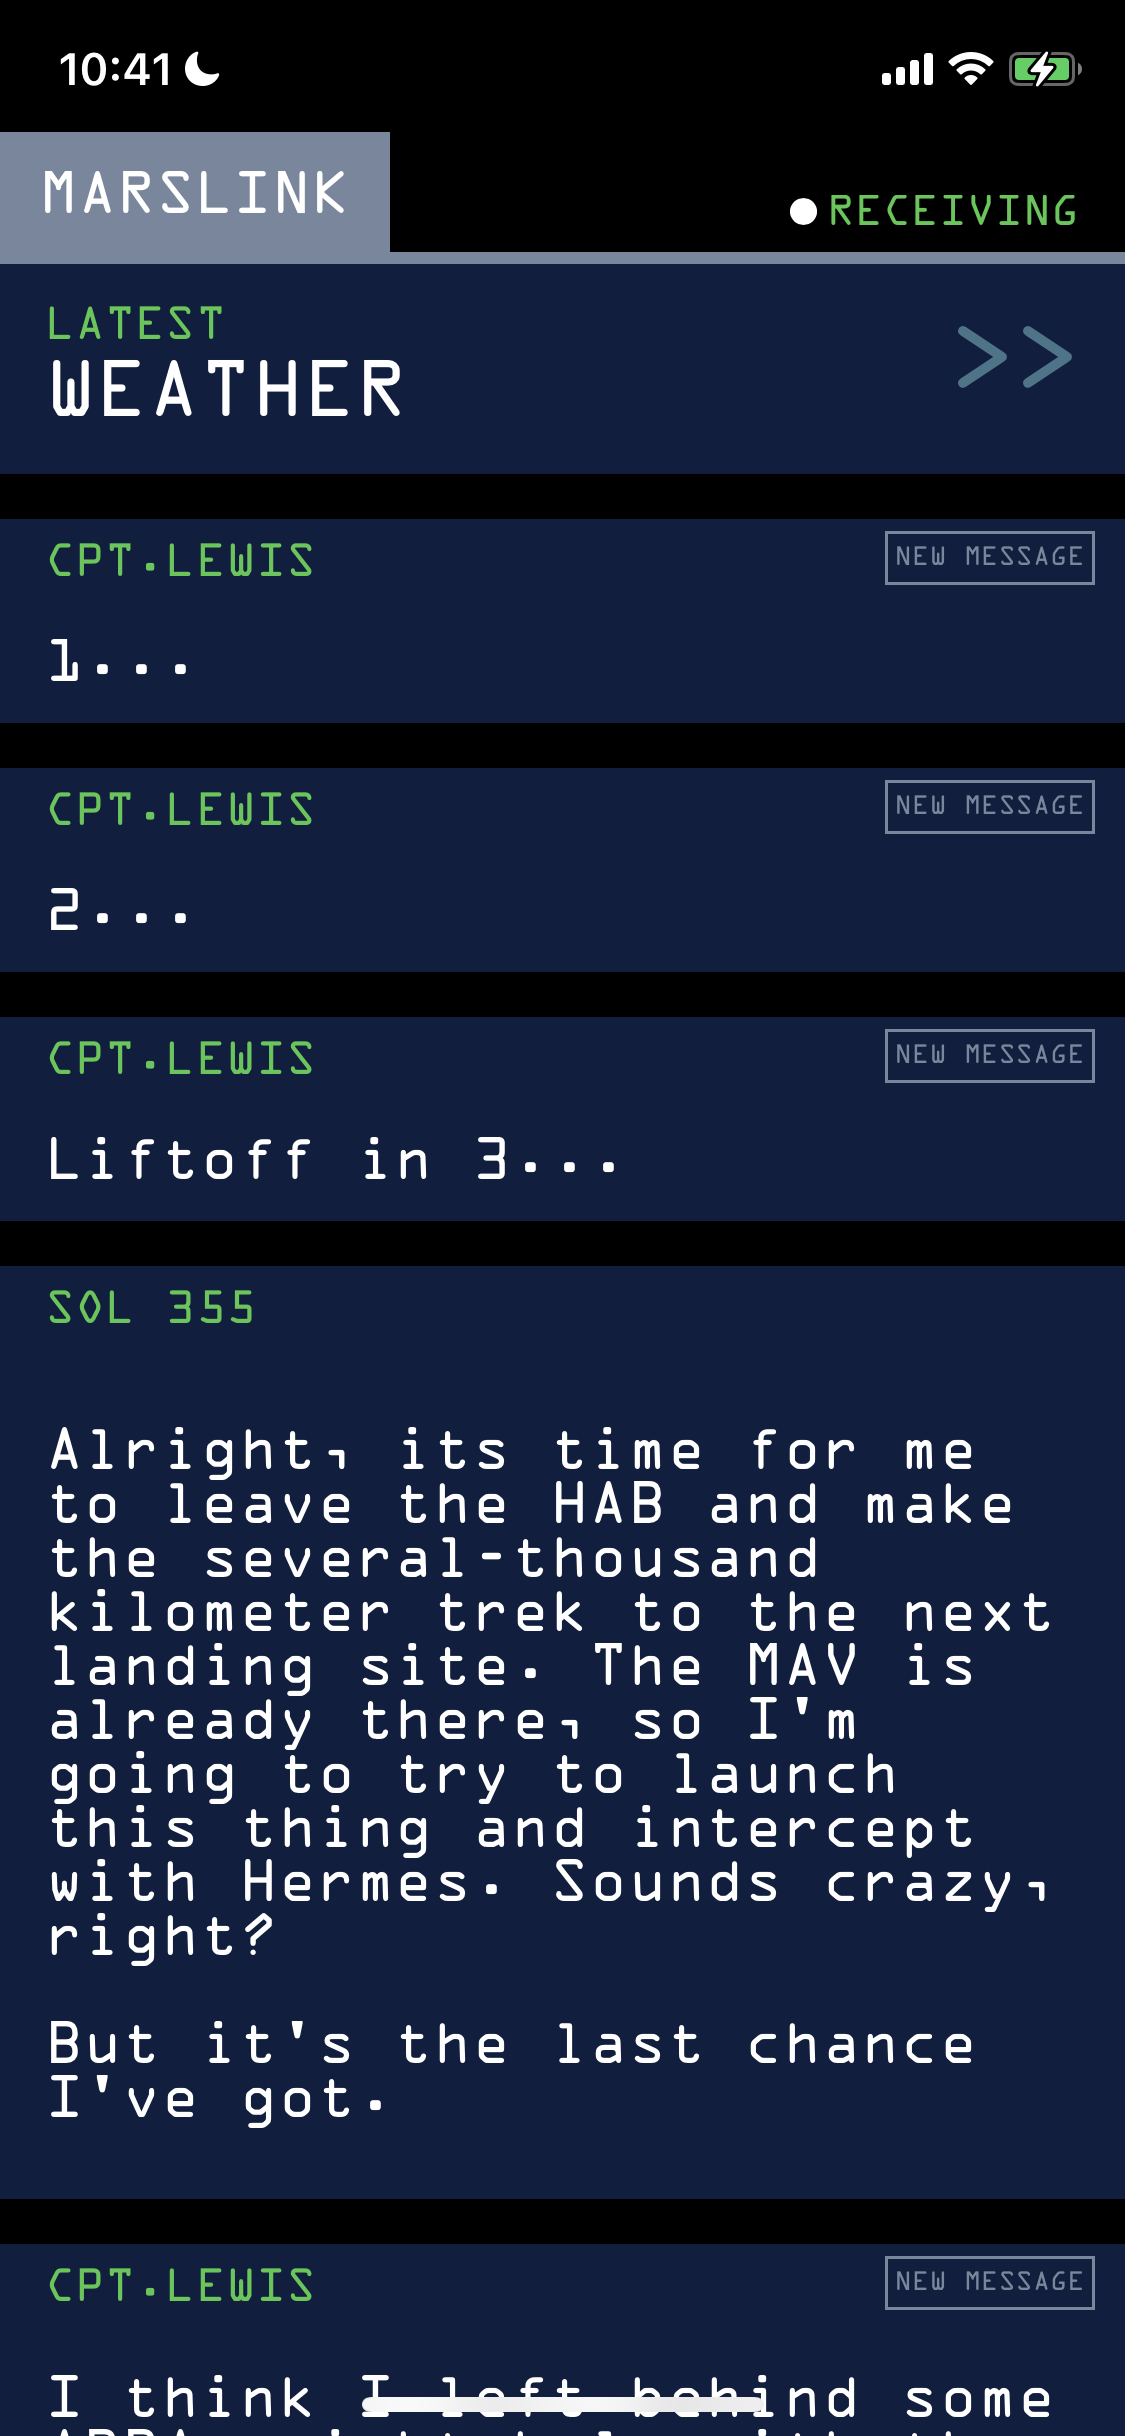 10:41
MARSLINK
RECEIVING
LATEST
WEATHER
>>
CPT.LEWIS
NEW MESSAGE
1...
CPT.LEWIS
NEW MESSAGE
2...
CPT.LEWIS
NEW MESSAGE
Liftoff in 3...
SOL 355
Alright, its time for me
to leave the HAB and make
the several-thousand
kilometer trek to the next
landing site. The MAV is
already there, so I'm
going to try to launch
this thing and intercept
with Hermes. Sounds crazy,
right?
But it's the last chance
I've got.
CPT.LEWIS
NEW MESSAGE
I think I left behind some